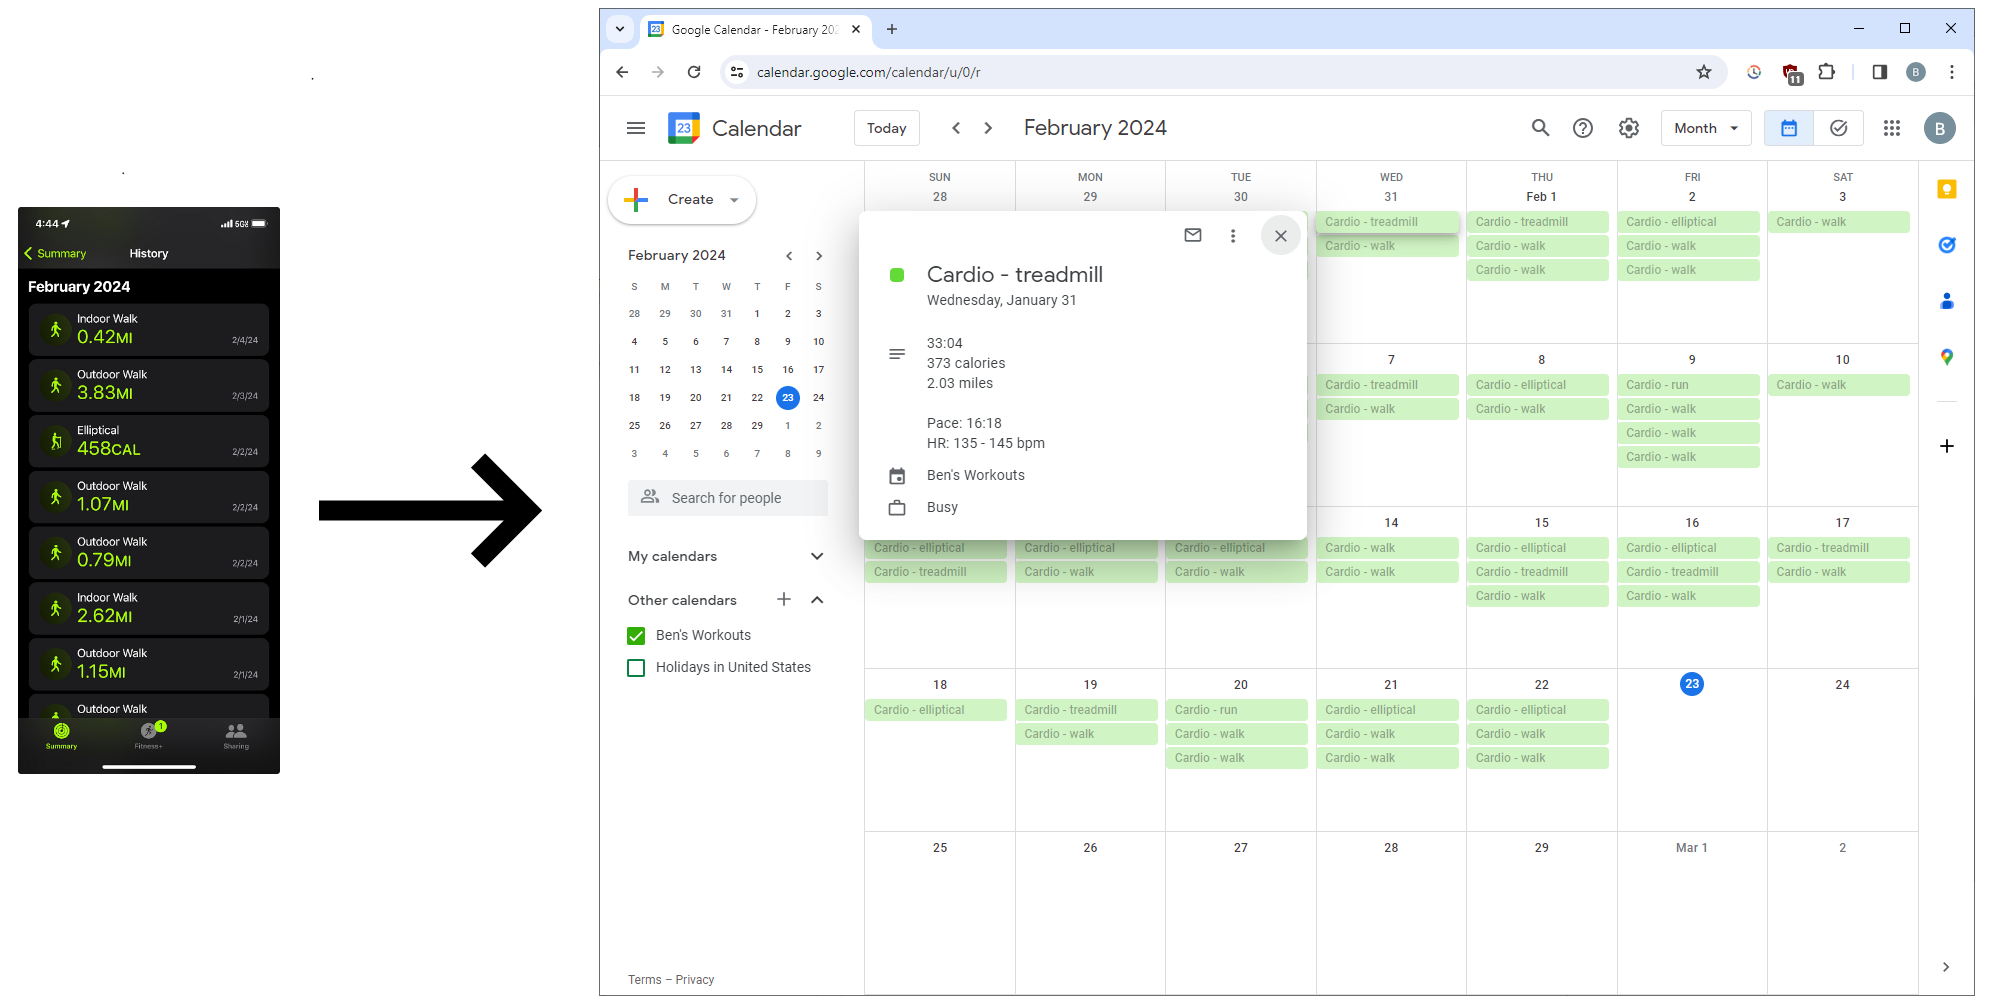 4:44
5GE
Summary
History
February 2024
Indoor Walk
0.42MI
2/4/24
Outdoor Walk
3.83MI
2/3/24
Elliptical
458CAL
2/2/24
Outdoor Walk
1.07MI
2/2/24
Outdoor Walk
0.79MI
2/2/24
Indoor Walk
2.62MI
2/1/24
Outdoor Walk
1.15MI
2/1/24
Outdoor Walk
1
Summary
Fitness+
Sharing
23
Google Calendar - February 202
calendar.google.com/calendar/u/0/r
11
B
23
Calendar
Today
February 2024
Month
B
Create
February 2024
S M T W T F S
28 29 30 31 1 2 3
4 5 6 7 8 9 10
11 12 13 14 15 16 17
18 19 20 21 22 23 24
25 26 27 28 29 1 2
3 4 5 6 7 8 9
Search for people
My calendars
Other calendars
Ben's Workouts
Holidays in United States
Terms – Privacy
SUN MON TUE WED THU FRI SAT
28 29 30 31 Feb 1 2 3
Cardio - treadmill Cardio - treadmill Cardio - elliptical Cardio - walk
Cardio - walk Cardio - walk Cardio - walk
Cardio - walk Cardio - walk
Cardio - treadmill
Wednesday, January 31
33:04
373 calories
2.03 miles
Pace: 16:18
HR: 135 - 145 bpm
Ben's Workouts
Busy
7 8 9 10
Cardio - treadmill Cardio - elliptical Cardio - run Cardio - walk
Cardio - walk Cardio - walk Cardio - walk
Cardio - walk
Cardio - walk
14 15 16 17
Cardio - elliptical Cardio - elliptical Cardio - elliptical Cardio - walk Cardio - elliptical Cardio - elliptical Cardio - treadmill
Cardio - treadmill Cardio - walk Cardio - walk Cardio - walk Cardio - treadmill Cardio - treadmill Cardio - walk
Cardio - walk Cardio - walk
18 19 20 21 22 23 24
Cardio - elliptical Cardio - treadmill Cardio - run Cardio - elliptical Cardio - elliptical
Cardio - walk Cardio - walk Cardio - walk Cardio - walk
Cardio - walk Cardio - walk Cardio - walk
25 26 27 28 29 Mar 1 2